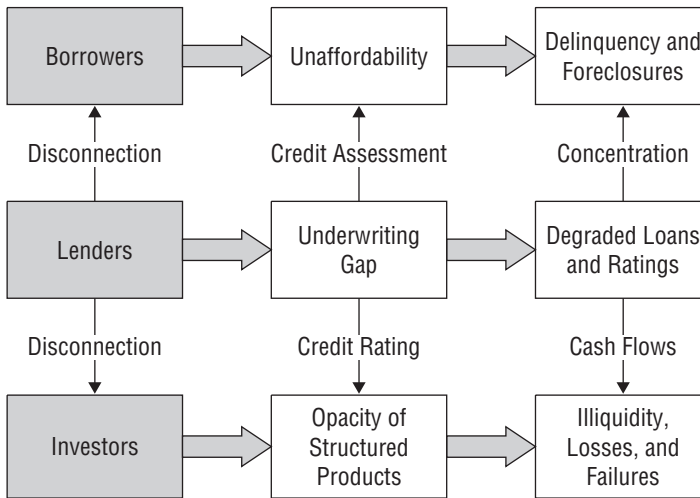 Borrowers
Unaffordability
Delinquency and
Foreclosures
Disconnection
Credit Assessment
Concentration
Lenders
Underwriting
Gap
Degraded Loans
and Ratings
Disconnection
Credit Rating
Cash Flows
Investors
Opacity of
Structured
Products
Illiquidity,
Losses, and
Failures